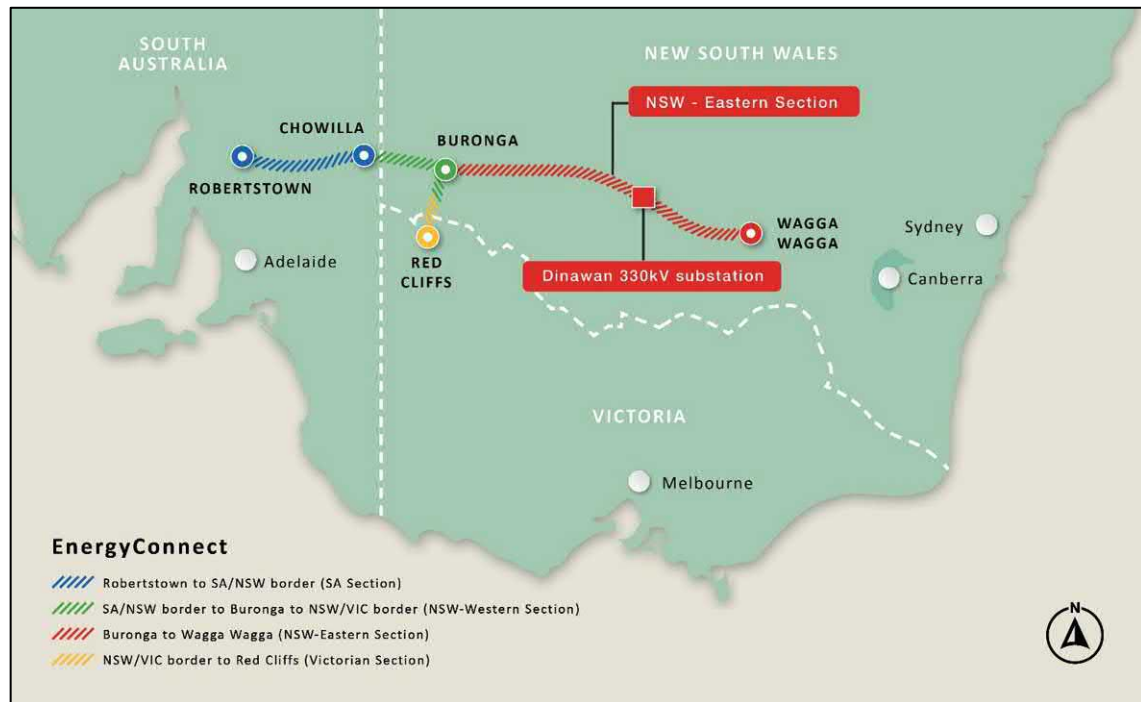 SOUTH
AUSTRALIA
NEW SOUTH WALES
NSW - Eastern Section
CHOWILLA
BURONGA
ROBERTSTOWN
WAGGA
WAGGA
Sydney
Adelaide
RED
CLIFFS
Dinawan 330kV substation
Canberra
VICTORIA
Melbourne
EnergyConnect
Robertstown to SA/NSW border (SA Section)
SA/NSW border to Buronga to NSW/VIC border (NSW-Western Section)
Buronga to Wagga Wagga (NSW-Eastern Section)
NSW/VIC border to Red Cliffs (Victorian Section)
N